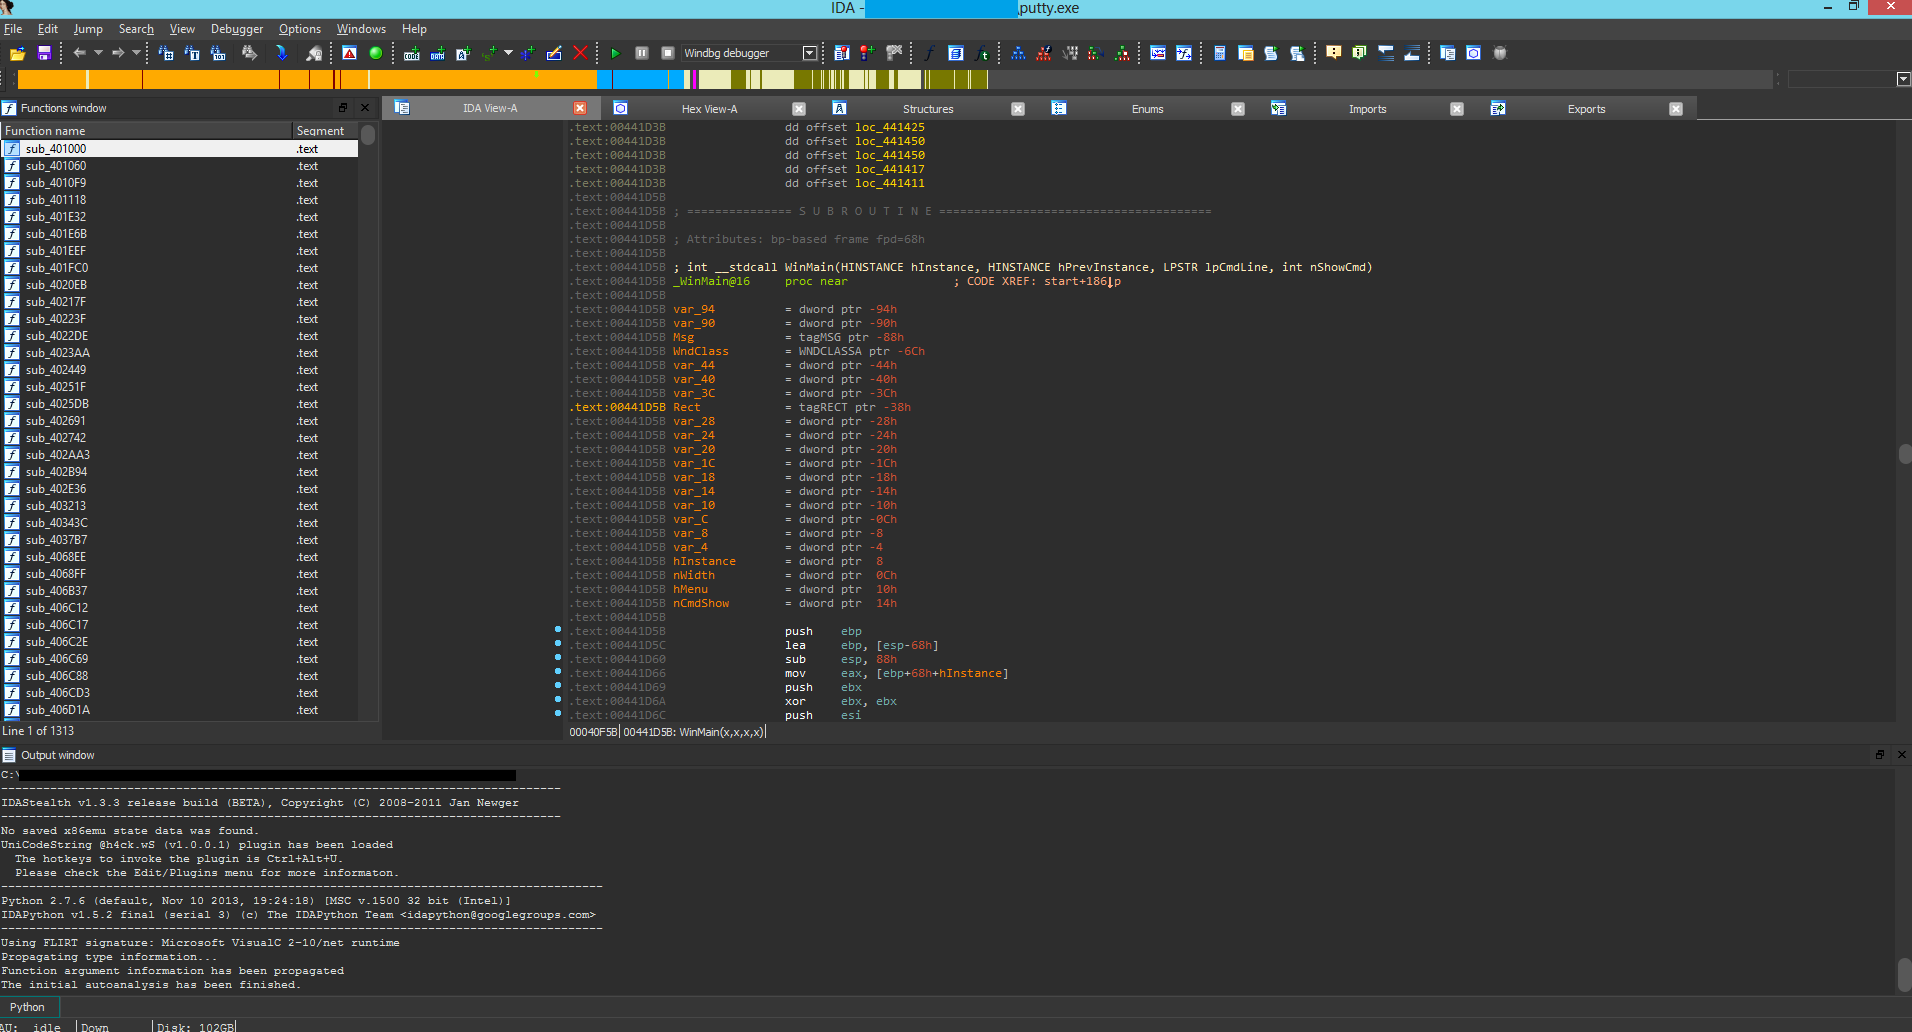 IDA - \putty.exe
File Edit Jump Search View Debugger Options Windows Help
Windbg debugger
Functions window
IDA View-A Hex View-A Structures Enums Imports Exports
Function name Segment
sub_401000 .text
sub_401060 .text
sub_4010F9 .text
sub_401118 .text
sub_401E32 .text
sub_401E6B .text
sub_401EEF .text
sub_401FC0 .text
sub_4020EB .text
sub_40217F .text
sub_40223F .text
sub_4022DE .text
sub_4023AA .text
sub_402449 .text
sub_40251F .text
sub_4025DB .text
sub_402691 .text
sub_402742 .text
sub_402AA3 .text
sub_402B94 .text
sub_402E36 .text
sub_403213 .text
sub_40343C .text
sub_4037B7 .text
sub_4068EE .text
sub_4068FF .text
sub_406B37 .text
sub_406C12 .text
sub_406C17 .text
sub_406C2E .text
sub_406C69 .text
sub_406C88 .text
sub_406CD3 .text
sub_406D1A .text
Line 1 of 1313
.text:00441D3B dd offset loc_441425
.text:00441D3B dd offset loc_441450
.text:00441D3B dd offset loc_441450
.text:00441D3B dd offset loc_441417
.text:00441D3B dd offset loc_441411
.text:00441D5B
.text:00441D5B ; =============== S U B R O U T I N E =======================================
.text:00441D5B
.text:00441D5B ; Attributes: bp-based frame fpd=68h
.text:00441D5B
.text:00441D5B ; int __stdcall WinMain(HINSTANCE hInstance, HINSTANCE hPrevInstance, LPSTR lpCmdLine, int nShowCmd)
.text:00441D5B _WinMain@16 proc near ; CODE XREF: start+186↓p
.text:00441D5B
.text:00441D5B var_94 = dword ptr -94h
.text:00441D5B var_90 = dword ptr -90h
.text:00441D5B Msg = tagMSG ptr -88h
.text:00441D5B WndClass = WNDCLASSA ptr -6Ch
.text:00441D5B var_44 = dword ptr -44h
.text:00441D5B var_40 = dword ptr -40h
.text:00441D5B var_3C = dword ptr -3Ch
.text:00441D5B Rect = tagRECT ptr -38h
.text:00441D5B var_28 = dword ptr -28h
.text:00441D5B var_24 = dword ptr -24h
.text:00441D5B var_20 = dword ptr -20h
.text:00441D5B var_1C = dword ptr -1Ch
.text:00441D5B var_18 = dword ptr -18h
.text:00441D5B var_14 = dword ptr -14h
.text:00441D5B var_10 = dword ptr -10h
.text:00441D5B var_C = dword ptr -0Ch
.text:00441D5B var_8 = dword ptr -8
.text:00441D5B var_4 = dword ptr -4
.text:00441D5B hInstance = dword ptr 8
.text:00441D5B nWidth = dword ptr 0Ch
.text:00441D5B hMenu = dword ptr 10h
.text:00441D5B nCmdShow = dword ptr 14h
.text:00441D5B
.text:00441D5B push ebp
.text:00441D5C lea ebp, [esp-68h]
.text:00441D60 sub esp, 88h
.text:00441D66 mov eax, [ebp+68h+hInstance]
.text:00441D69 push ebx
.text:00441D6A xor ebx, ebx
.text:00441D6C push esi
00040F5B 00441D5B: WinMain(x,x,x,x)
Output window
C:\
--------------------------------------------------------------------------------
IDAStealth v1.3.3 release build (BETA), Copyright (C) 2008-2011 Jan Newger
--------------------------------------------------------------------------------
No saved x86emu state data was found.
UniCodeString @h4ck.wS (v1.0.0.1) plugin has been loaded
The hotkeys to invoke the plugin is Ctrl+Alt+U.
Please check the Edit/Plugins menu for more informaton.
--------------------------------------------------------------------------------------
Python 2.7.6 (default, Nov 10 2013, 19:24:18) [MSC v.1500 32 bit (Intel)]
IDAPython v1.5.2 final (serial 3) (c) The IDAPython Team <idapython@googlegroups.com>
--------------------------------------------------------------------------------------
Using FLIRT signature: Microsoft VisualC 2-10/net runtime
Propagating type information...
Function argument information has been propagated
The initial autoanalysis has been finished.
Python
AU: idle Down Disk: 102GB